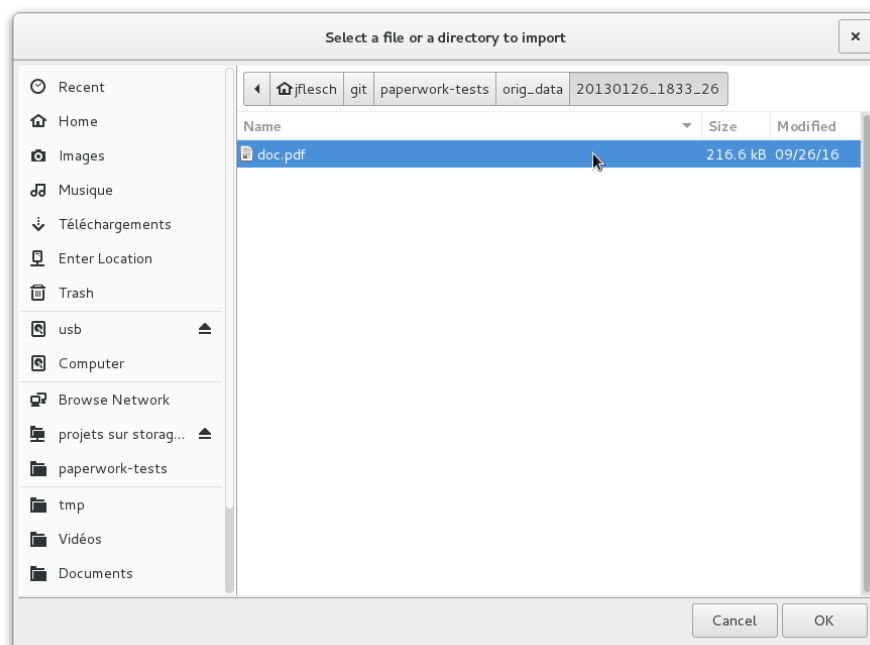 Select a file or a directory to import
Recent
Home
Images
Musique
Téléchargements
Enter Location
Trash
usb
Computer
Browse Network
projets sur storag...
paperwork-tests
tmp
Vidéos
Documents
jflesch git paperwork-tests orig_data 20130126_1833_26
Name Size Modified
doc.pdf 216.6 kB 09/26/16
Cancel OK